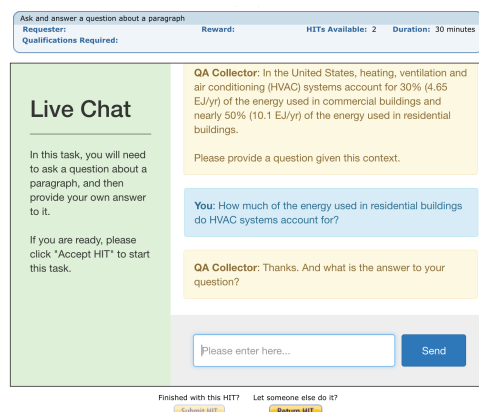 Ask and answer a question about a paragraph
Requester: Reward: HITs Available: 2 Duration: 30 minutes
Qualifications Required:
Live Chat
In this task, you will need
to ask a question about a
paragraph, and then
provide your own answer
to it.
If you are ready, please
click "Accept HIT" to start
this task.
QA Collector: In the United States, heating, ventilation and
air conditioning (HVAC) systems account for 30% (4.65
EJ/yr) of the energy used in commercial buildings and
nearly 50% (10.1 EJ/yr) of the energy used in residential
buildings.
Please provide a question given this context.
You: How much of the energy used in residential buildings
do HVAC systems account for?
QA Collector: Thanks. And what is the answer to your
question?
Please enter here...
Send
Finished with this HIT? Let someone else do it?
Submit HIT Return HIT